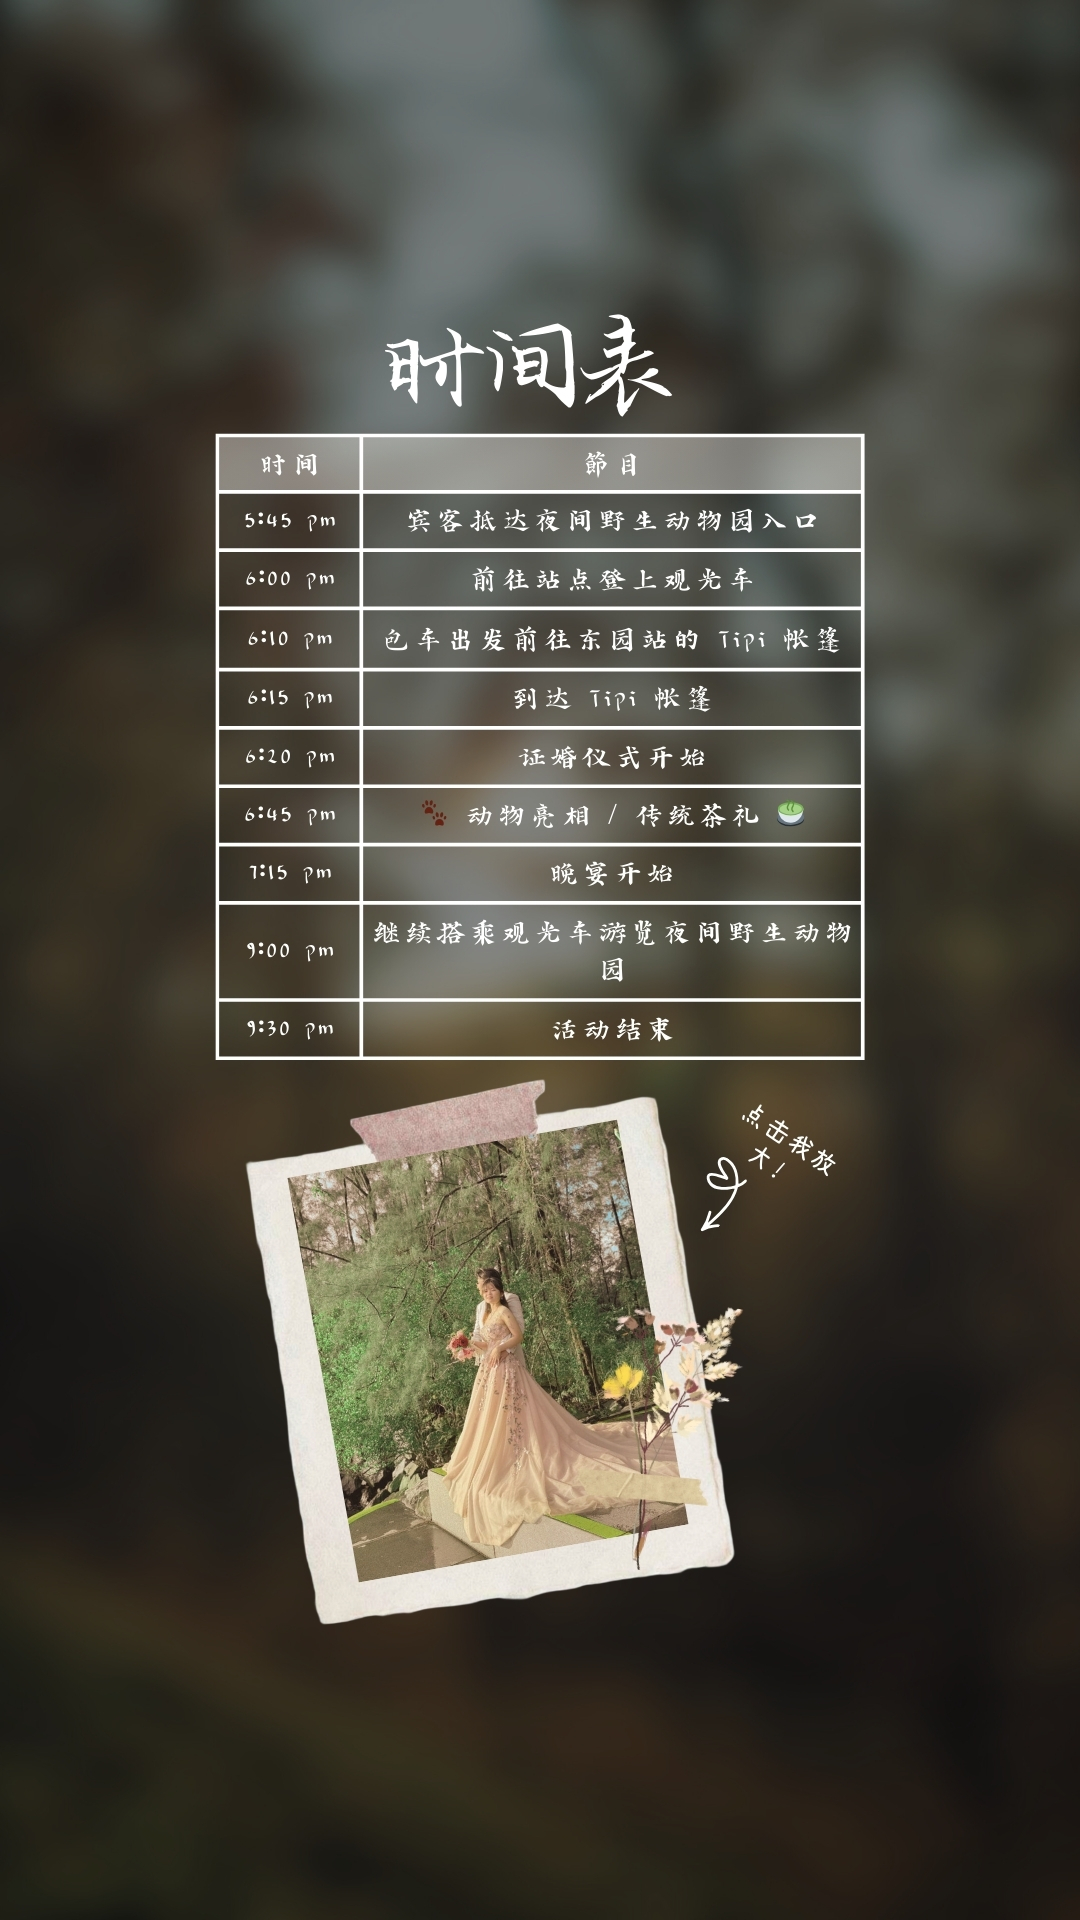 时间表
时间 節目
5:45 pm 宾客抵达夜间野生动物园入口
6:00 pm 前往站点登上观光车
6:10 pm 包车出发前往东园站的 Tipi 帐篷
6:15 pm 到达 Tipi 帐篷
6:20 pm 证婚仪式开始
6:45 pm 🐾 动物亮相 / 传统茶礼 🍵
7:15 pm 晚宴开始
9:00 pm 继续搭乘观光车游览夜间野生动物
园
9:30 pm 活动结束
点击我放
大!